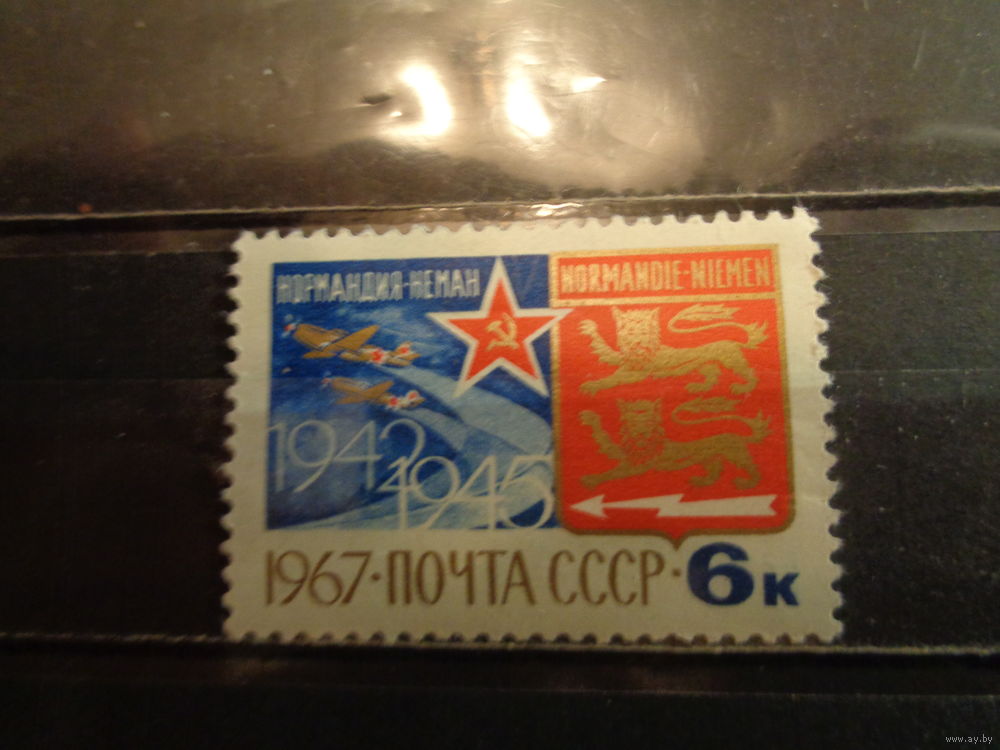 НОРМАНДИЯ-НЕМАН
NORMANDIE-NIEMEN
1942
1945
1967·ПОЧТА СССР·6к
www.ay.by